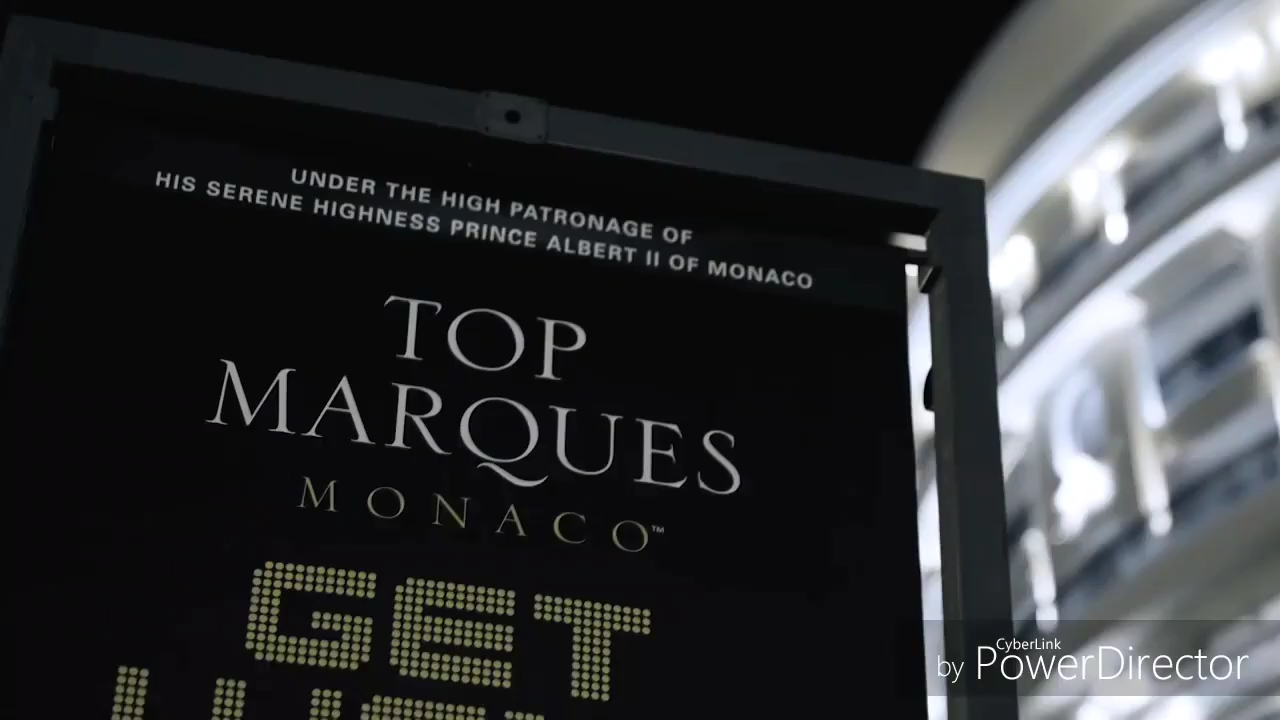 UNDER THE HIGH PATRONAGE OF
HIS SERENE HIGHNESS PRINCE ALBERT II OF MONACO
TOP
MARQUES
MONACO™
GET
CyberLink
by PowerDirector